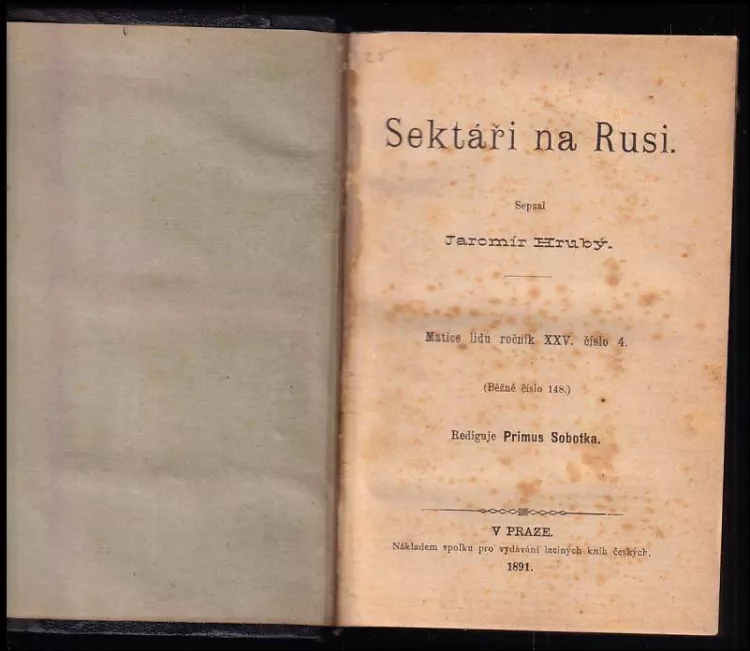 25
Sektáři na Rusi.
Sepsal
Jaromír Hrubý.
Matice lidu ročník XXV. číslo 4.
(Běžné číslo 148.)
Rediguje Primus Sobotka.
V PRAZE.
Nákladem spolku pro vydávání laciných knih českých.
1891.